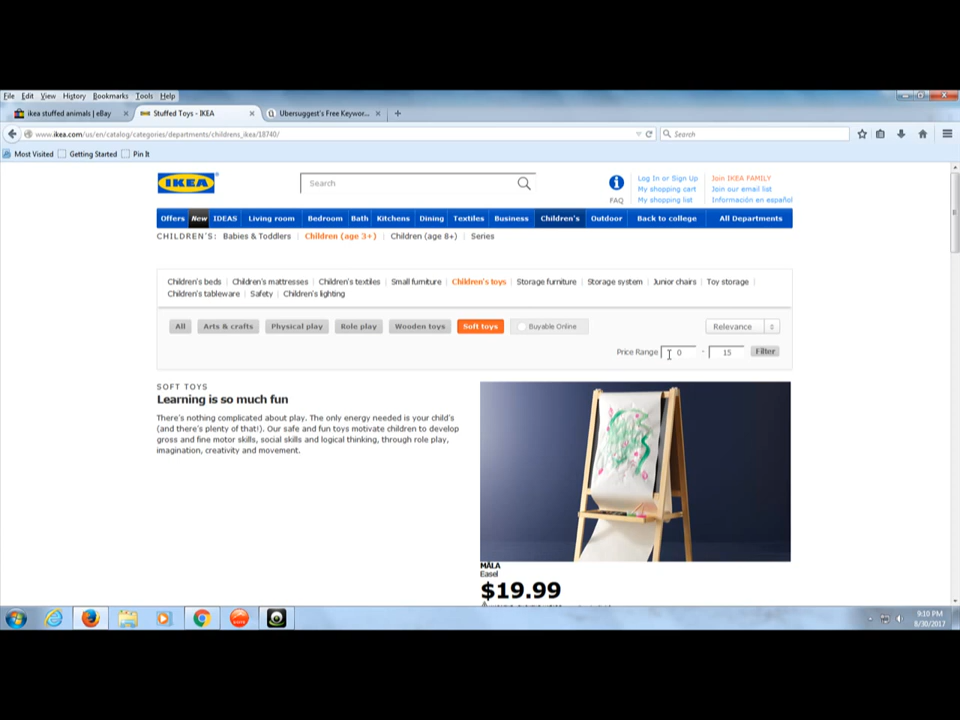 File Edit View History Bookmarks Tools Help
ikea stuffed animals | eBay × Stuffed Toys - IKEA × Ubersuggest's Free Keywor... × +
www.ikea.com/us/en/catalog/categories/departments/childrens_ikea/18740/ Search
Most Visited Getting Started Pin It
IKEA Search FAQ
Log In or Sign Up Join IKEA FAMILY
My shopping cart Join our email list
My shopping list Información en español
Offers New IDEAS Living room Bedroom Bath Kitchens Dining Textiles Business Children's Outdoor Back to college All Departments
CHILDREN'S: Babies & Toddlers | Children (age 3+) | Children (age 8+) | Series
Children's beds | Children's mattresses | Children's textiles | Small furniture | Children's toys | Storage furniture | Storage system | Junior chairs | Toy storage |
Children's tableware | Safety | Children's lighting
All Arts & crafts Physical play Role play Wooden toys Soft toys Buyable Online Relevance
Price Range 0 - 15 Filter
SOFT TOYS
Learning is so much fun
There's nothing complicated about play. The only energy needed is your child's
(and there's plenty of that!). Our safe and fun toys motivate children to develop
gross and fine motor skills, social skills and logical thinking, through role play,
imagination, creativity and movement.
MÅLA
Easel
$19.99
9:10 PM
8/30/2017